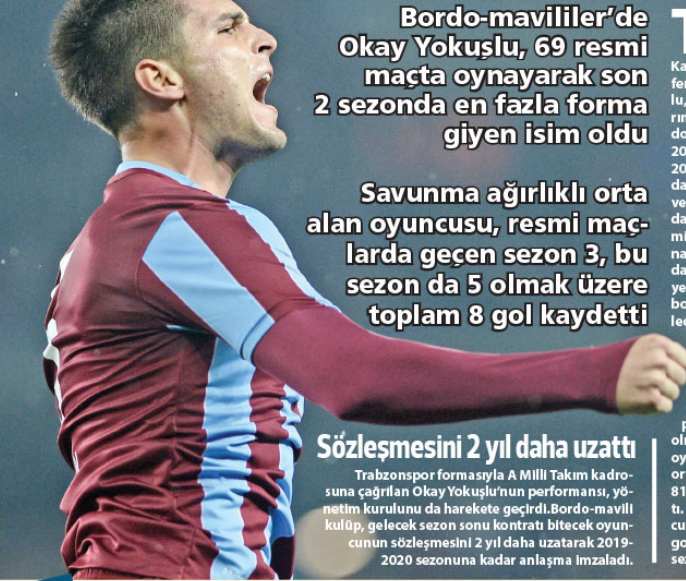 Bordo-mavililer'de
Okay Yokuşlu, 69 resmi
maçta oynayarak son
2 sezonda en fazla forma
giyen isim oldu
Savunma ağırlıklı orta
alan oyuncusu, resmi maç-
larda geçen sezon 3, bu
sezon da 5 olmak üzere
toplam 8 gol kaydetti
Sözleşmesini 2 yıl daha uzattı
Trabzonspor formasıyla A Milli Takım kadro-
suna çağrılan Okay Yokuşlu'nun performansı, yö-
netim kurulunu da harekete geçirdi.Bordo-mavili
kulüp, gelecek sezon sonu kontratı bitecek oyun-
cunun sözleşmesini 2 yıl daha uzatarak 2019-
2020 sezonuna kadar anlaşma imzaladı.